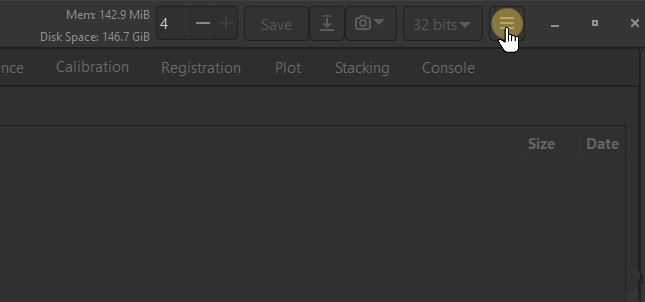 Mem: 142.9 MiB
Disk Space: 146.7 GiB
4
Save
32 bits
ence
Calibration
Registration
Plot
Stacking
Console
Size
Date